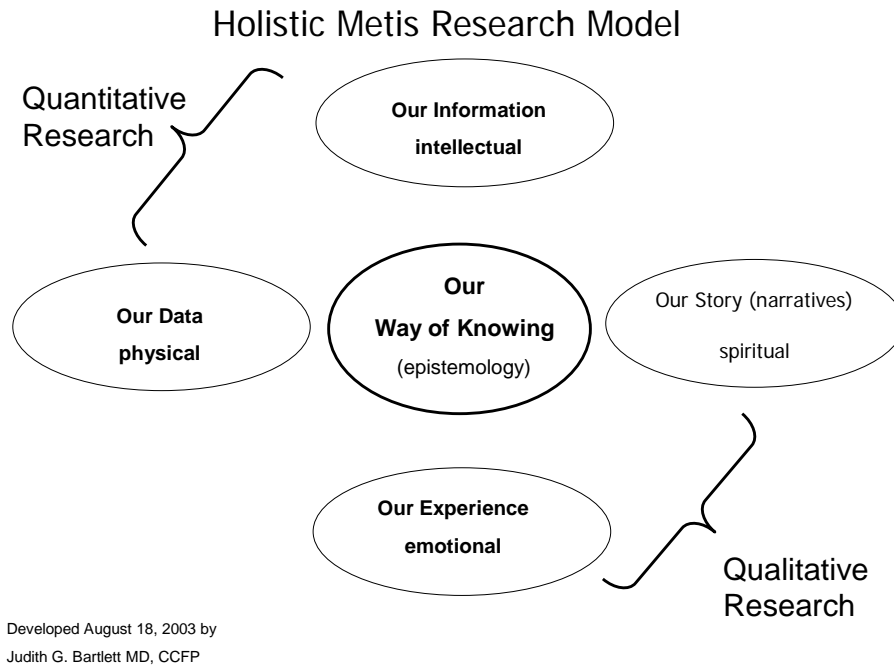 Holistic Metis Research Model
Quantitative
Research
Our Information
intellectual
Our Data
physical
Our
Way of Knowing
(epistemology)
Our Story (narratives)
spiritual
Our Experience
emotional
Qualitative
Research
Developed August 18, 2003 by
Judith G. Bartlett MD, CCFP